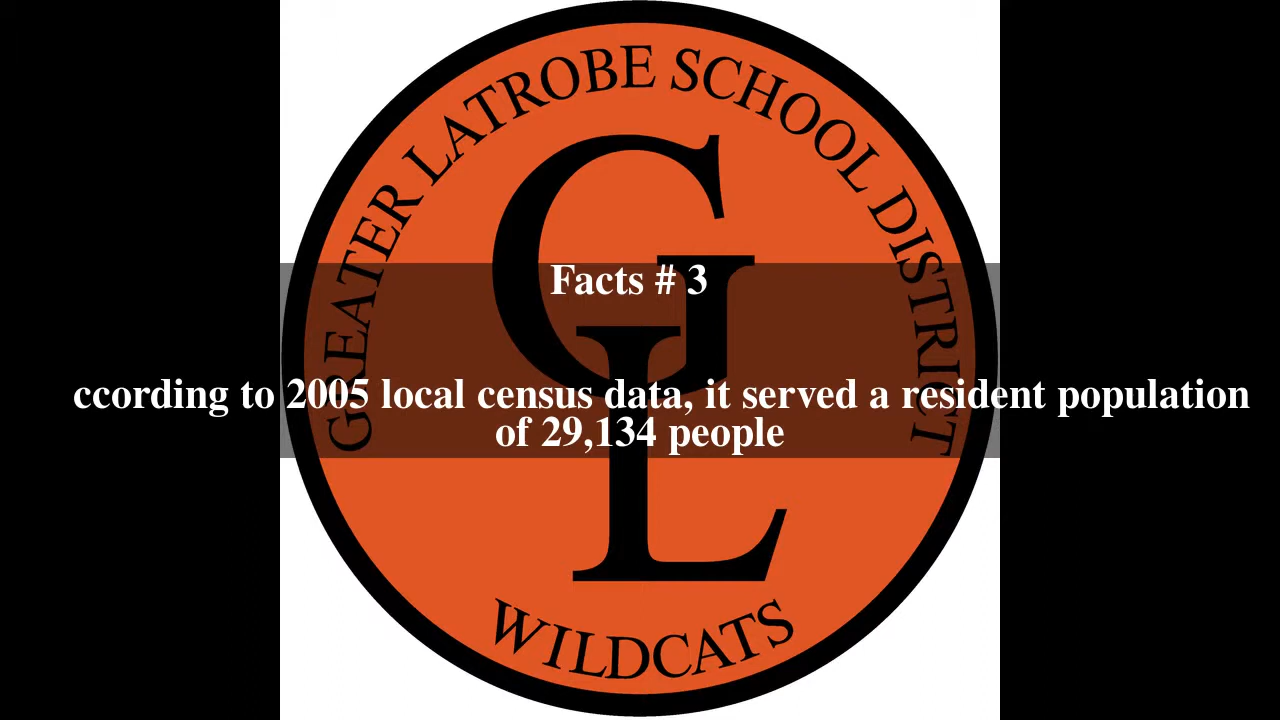 GREATER LATROBE SCHOOL DISTRICT
G
Facts # 3
L
ccording to 2005 local census data, it served a resident population
of 29,134 people
WILDCATS